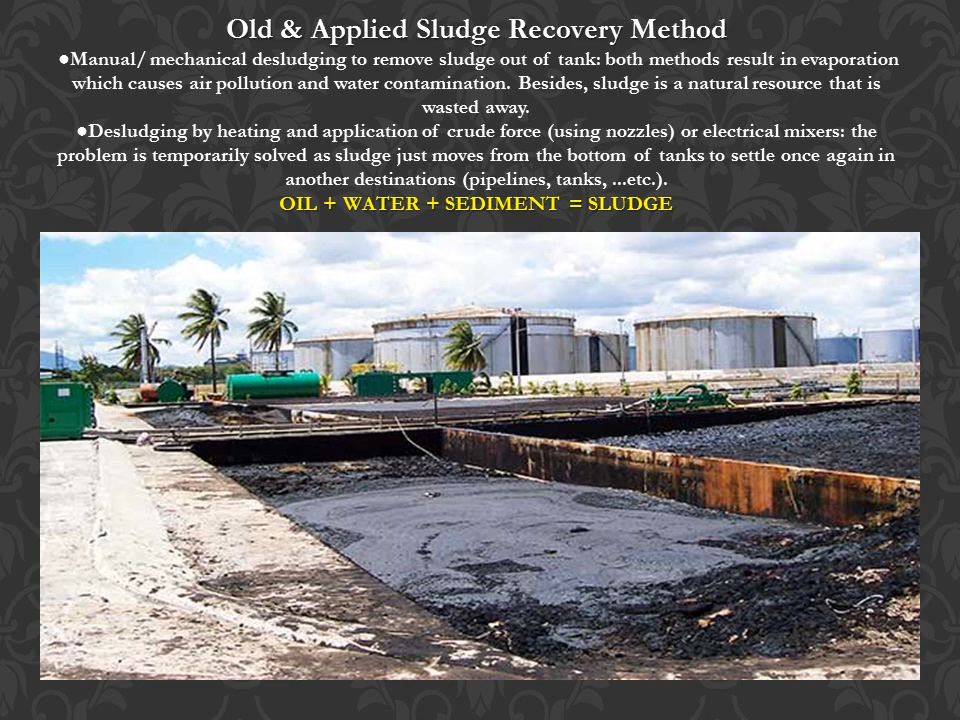 Old & Applied Sludge Recovery Method
●Manual/ mechanical desludging to remove sludge out of tank: both methods result in evaporation
which causes air pollution and water contamination. Besides, sludge is a natural resource that is
wasted away.
●Desludging by heating and application of crude force (using nozzles) or electrical mixers: the
problem is temporarily solved as sludge just moves from the bottom of tanks to settle once again in
another destinations (pipelines, tanks, ...etc.).
OIL + WATER + SEDIMENT = SLUDGE